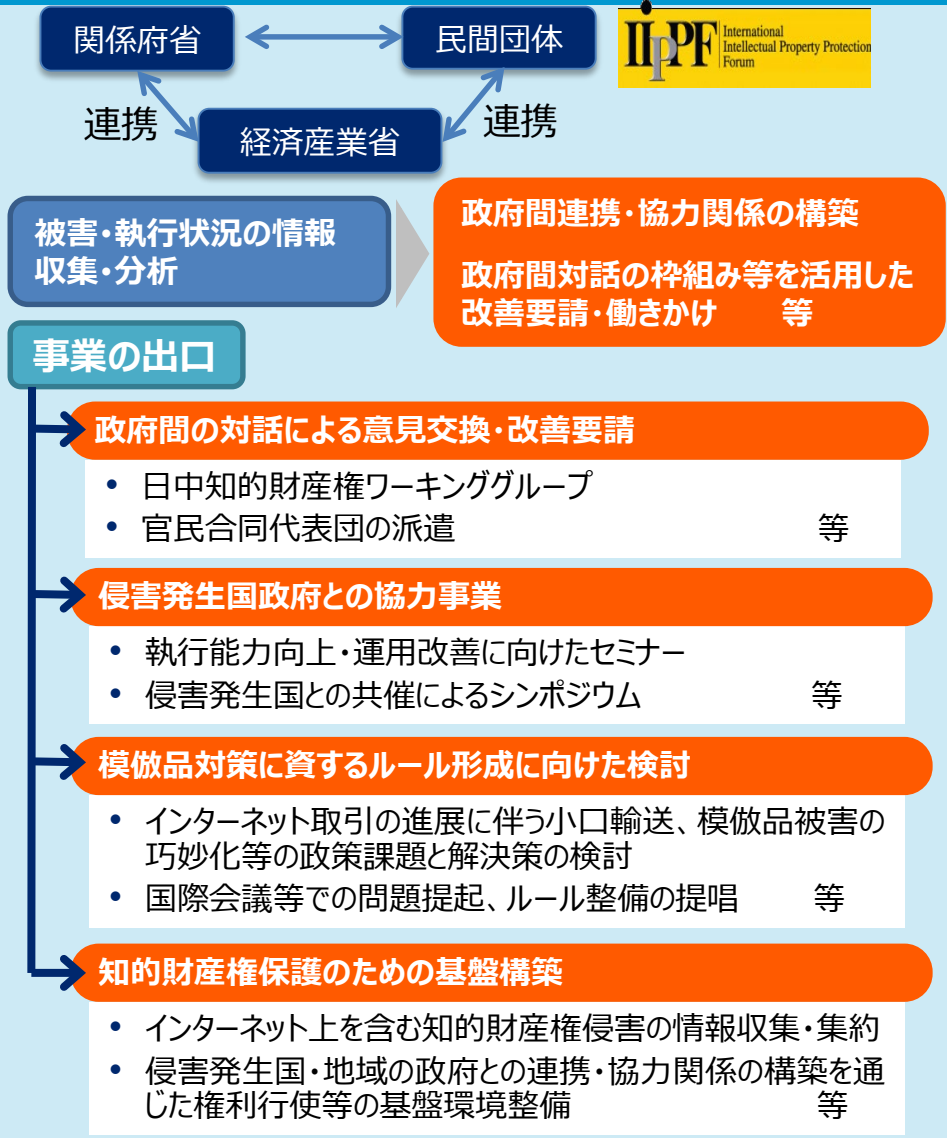 関係府省
民間団体
IIPPF
International
Intellectual Property Protection
Forum
連携
連携
経済産業省
被害・執行状況の情報
収集・分析
政府間連携・協力関係の構築
政府間対話の枠組み等を活用した
改善要請・働きかけ 等
事業の出口
政府間の対話による意見交換・改善要請
• 日中知的財産権ワーキンググループ
• 官民合同代表団の派遣 等
侵害発生国政府との協力事業
• 執行能力向上・運用改善に向けたセミナー
• 侵害発生国との共催によるシンポジウム 等
模倣品対策に資するルール形成に向けた検討
• インターネット取引の進展に伴う小口輸送、模倣品被害の
巧妙化等の政策課題と解決策の検討
• 国際会議等での問題提起、ルール整備の提唱 等
知的財産権保護のための基盤構築
• インターネット上を含む知的財産権侵害の情報収集・集約
• 侵害発生国・地域の政府との連携・協力関係の構築を通
じた権利行使等の基盤環境整備 等